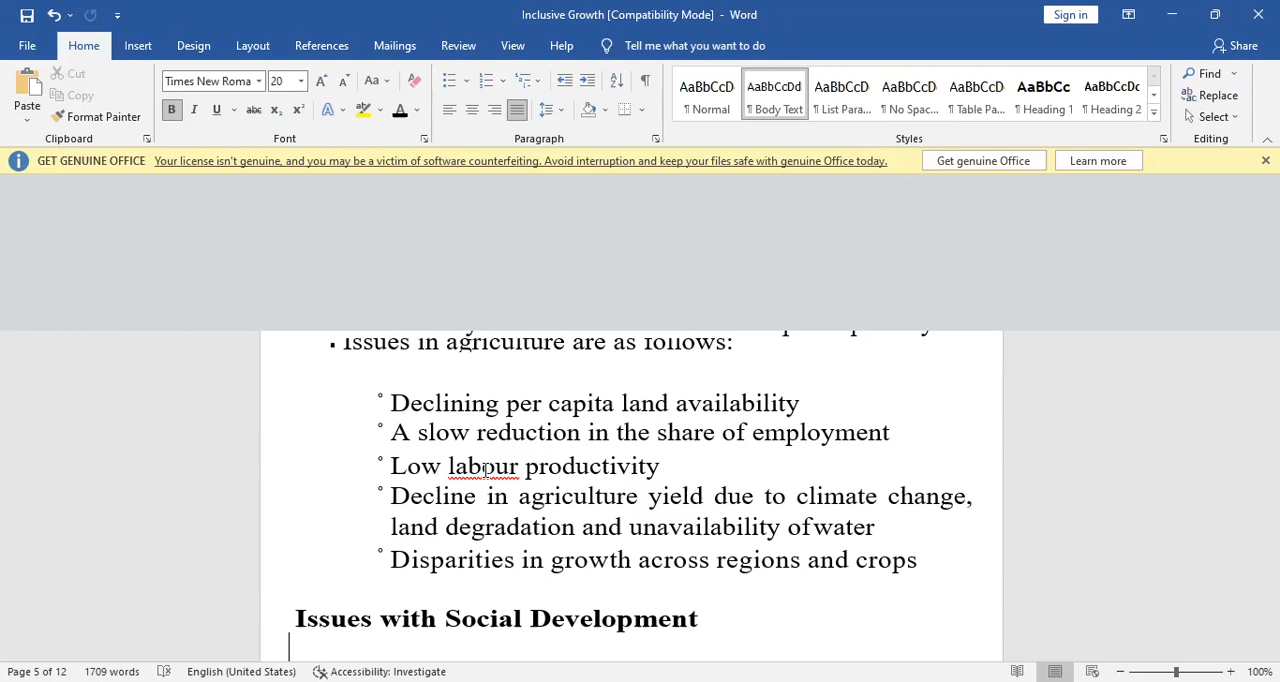 Inclusive Growth [Compatibility Mode] - Word
Sign in
File Home Insert Design Layout References Mailings Review View Help Tell me what you want to do Share
Paste Cut Copy Format Painter
Times New Roma 20
AaBbCcD AaBbCcDd AaBbCcD AaBbCcD AaBbCcD AaBbCc AaBbCcDc
¶ Normal ¶ Body Text ¶ List Para... ¶ No Spac... ¶ Table Pa... ¶ Heading 1 ¶ Heading 2
Find Replace Select
Clipboard Font Paragraph Styles Editing
GET GENUINE OFFICE Your license isn't genuine, and you may be a victim of software counterfeiting. Avoid interruption and keep your files safe with genuine Office today. Get genuine Office Learn more
▪ Issues in agriculture are as follows:
° Declining per capita land availability
° A slow reduction in the share of employment
° Low labour productivity
° Decline in agriculture yield due to climate change,
land degradation and unavailability of water
° Disparities in growth across regions and crops
Issues with Social Development
Page 5 of 12 1709 words English (United States) Accessibility: Investigate 100%